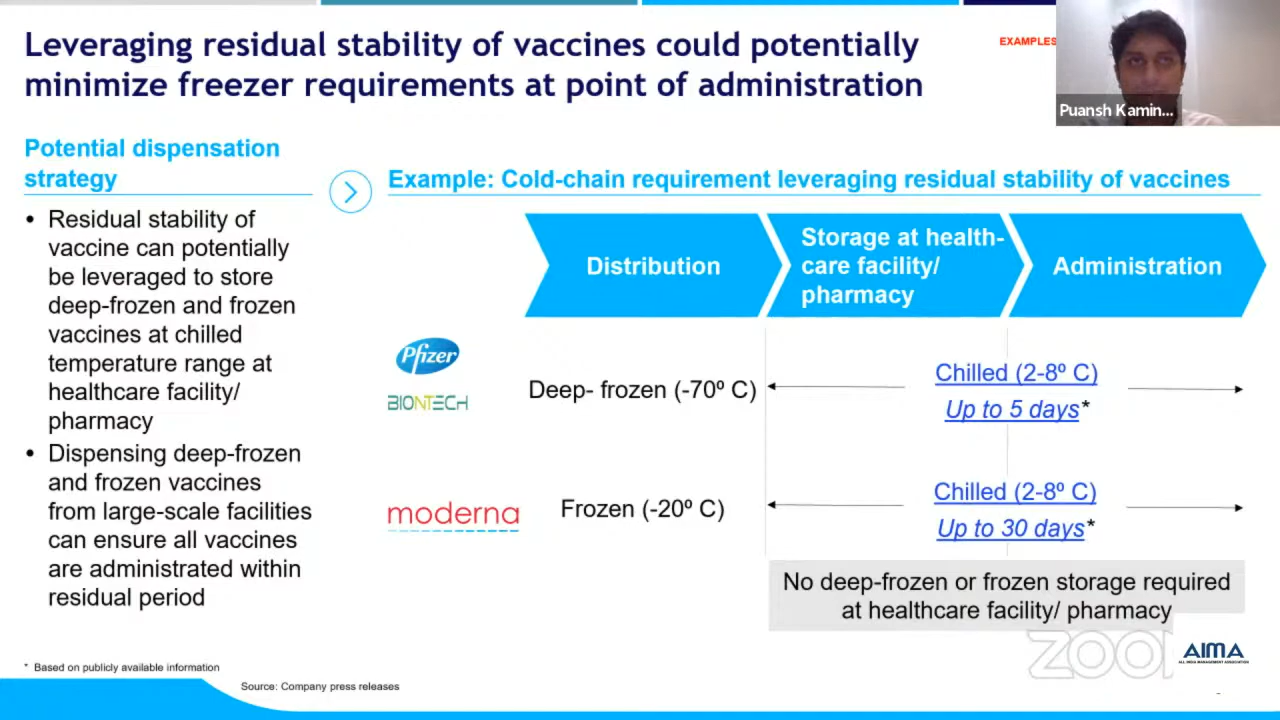 Leveraging residual stability of vaccines could potentially
minimize freezer requirements at point of administration
EXAMPLES
Puansh Kamin...
Potential dispensation
strategy
• Residual stability of
vaccine can potentially
be leveraged to store
deep-frozen and frozen
vaccines at chilled
temperature range at
healthcare facility/
pharmacy
• Dispensing deep-frozen
and frozen vaccines
from large-scale facilities
can ensure all vaccines
are administrated within
residual period
Example: Cold-chain requirement leveraging residual stability of vaccines
Distribution
Storage at health-
care facility/
pharmacy
Administration
Pfizer
BIONTECH
Deep- frozen (-70º C)
Chilled (2-8º C)
Up to 5 days*
moderna
Frozen (-20º C)
Chilled (2-8º C)
Up to 30 days*
No deep-frozen or frozen storage required
at healthcare facility/ pharmacy
* Based on publicly available information
Source: Company press releases
ZOO
AIMA
ALL INDIA MANAGEMENT ASSOCIATION